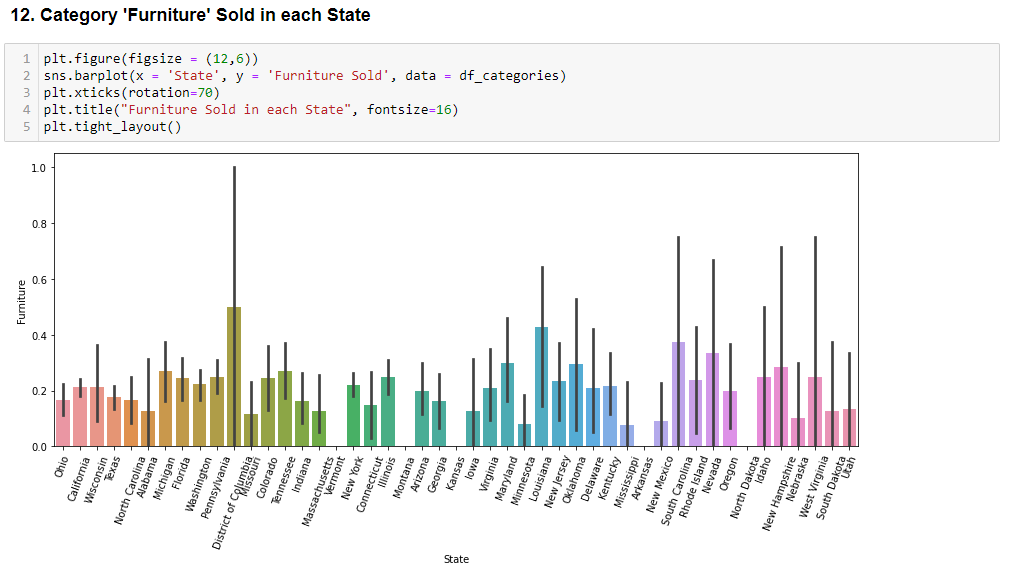 12. Category 'Furniture' Sold in each State
1 plt.figure(figsize = (12,6))
2 sns.barplot(x = 'State', y = 'Furniture Sold', data = df_categories)
3 plt.xticks(rotation=70)
4 plt.title("Furniture Sold in each State", fontsize=16)
5 plt.tight_layout()
1.0
0.8
0.6
0.4
0.2
0.0
Furniture
Ohio
California
Wisconsin
Texas
North Carolina
Alabama
Michigan
Florida
Washington
Pennsylvania
District of Columbia
Missouri
Colorado
Tennessee
Indiana
Massachusetts
Vermont
New York
Connecticut
Illinois
Montana
Arizona
Georgia
Kansas
Iowa
Virginia
Maryland
Minnesota
Louisiana
New Jersey
Oklahoma
Delaware
Kentucky
Mississippi
Arkansas
New Mexico
South Carolina
Rhode Island
Nevada
Oregon
North Dakota
Idaho
New Hampshire
Nebraska
West Virginia
South Dakota
Utah
State